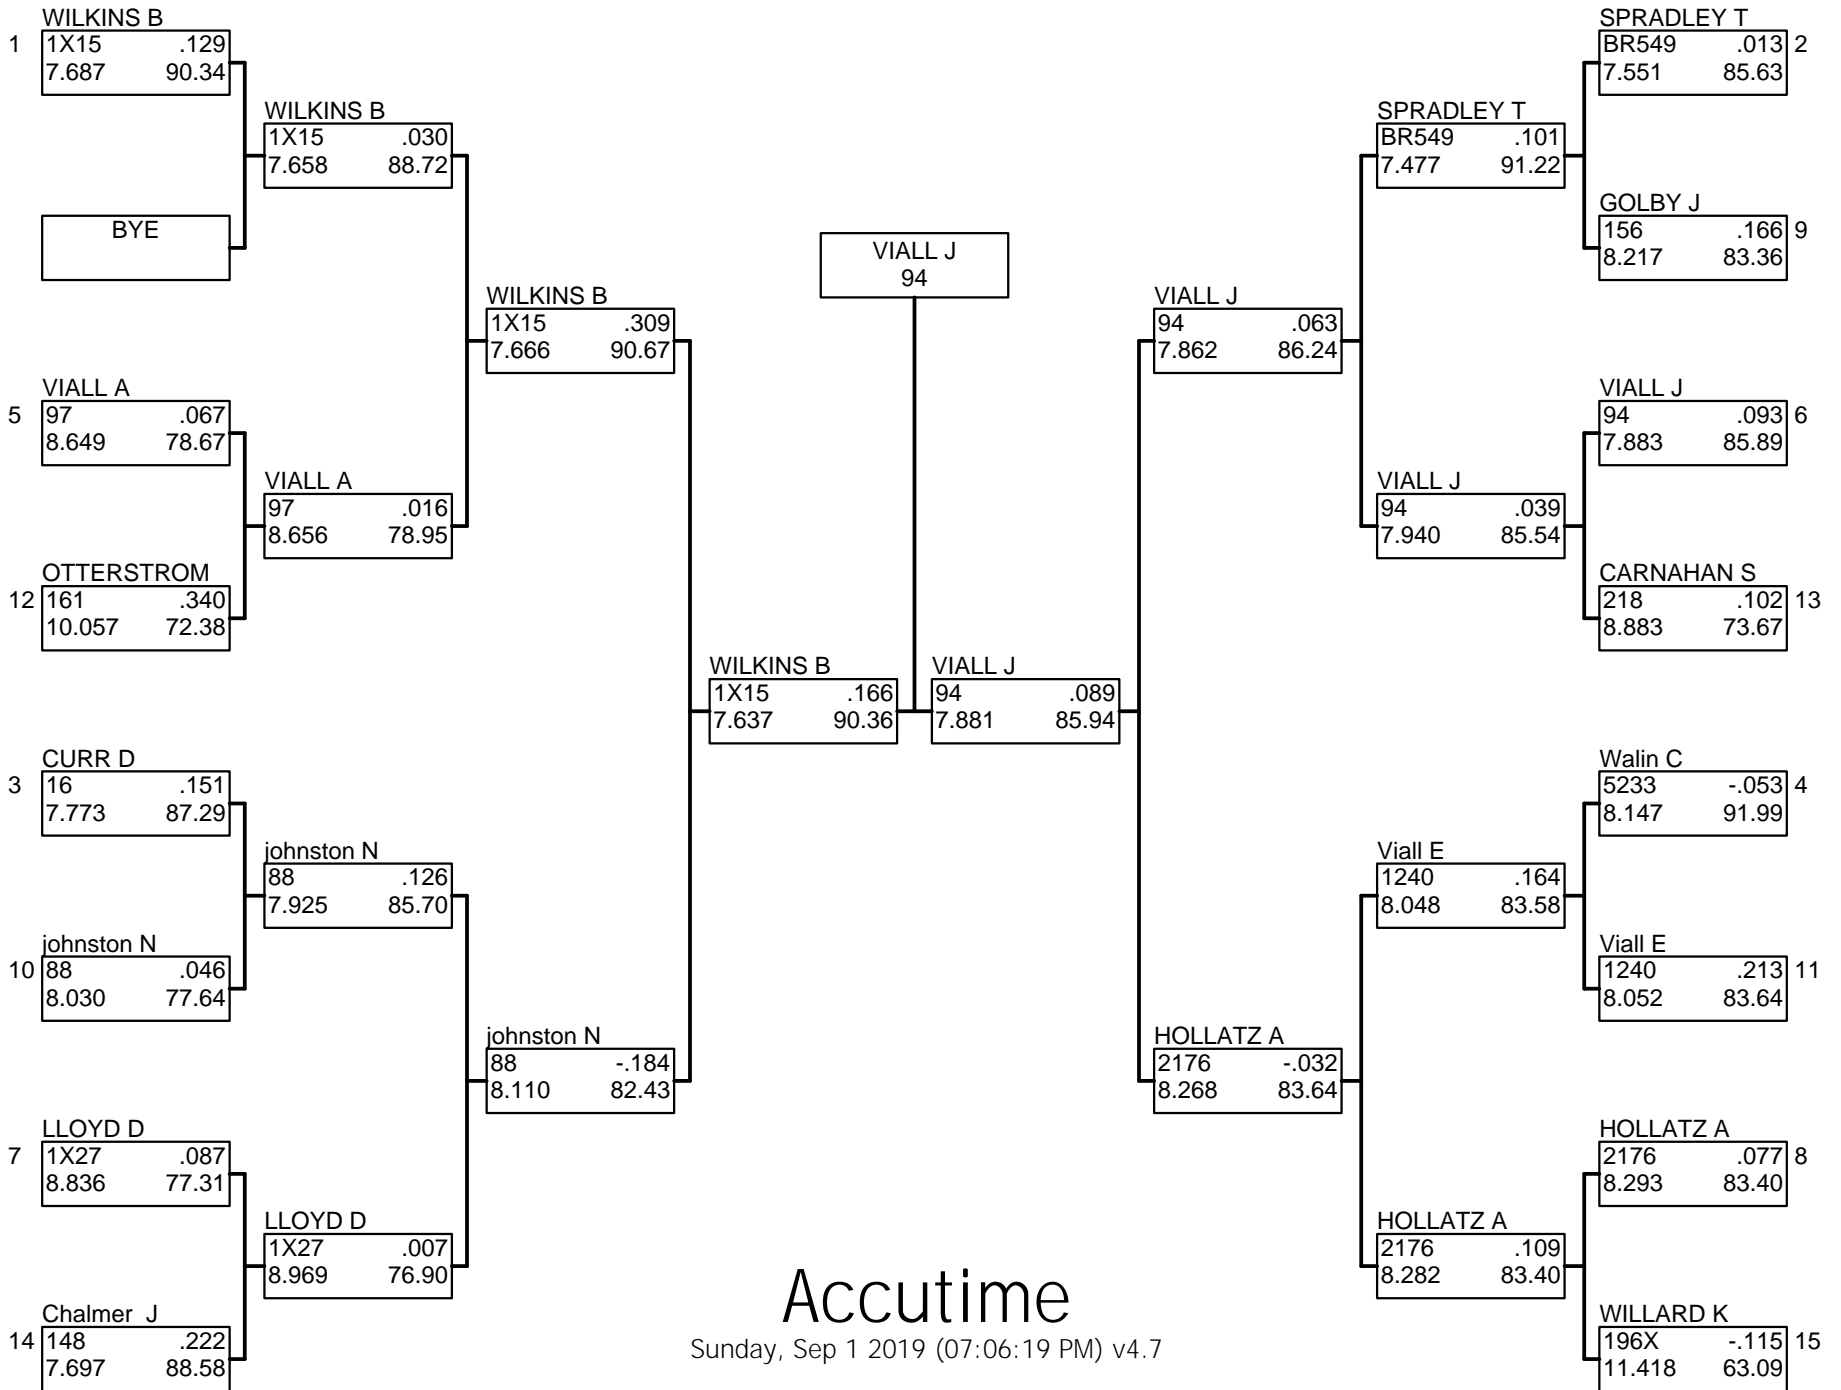 WILKINS B
1 1X15 .129
7.687 90.34
BYE
VIALL A
5 97 .067
8.649 78.67
OTTERSTROM
12 161 .340
10.057 72.38
CURR D
3 16 .151
7.773 87.29
johnston N
10 88 .046
8.030 77.64
LLOYD D
7 1X27 .087
8.836 77.31
Chalmer J
14 148 .222
7.697 88.58
WILKINS B
1X15 .030
7.658 88.72
VIALL A
97 .016
8.656 78.95
johnston N
88 .126
7.925 85.70
LLOYD D
1X27 .007
8.969 76.90
WILKINS B
1X15 .309
7.666 90.67
johnston N
88 -.184
8.110 82.43
WILKINS B
1X15 .166
7.637 90.36
VIALL J
94
VIALL J
94 .089
7.881 85.94
VIALL J
94 .063
7.862 86.24
HOLLATZ A
2176 -.032
8.268 83.64
SPRADLEY T
BR549 .101
7.477 91.22
VIALL J
94 .039
7.940 85.54
Viall E
1240 .164
8.048 83.58
HOLLATZ A
2176 .109
8.282 83.40
SPRADLEY T
BR549 .013 2
7.551 85.63
GOLBY J
156 .166 9
8.217 83.36
VIALL J
94 .093 6
7.883 85.89
CARNAHAN S
218 .102 13
8.883 73.67
Walin C
5233 -.053 4
8.147 91.99
Viall E
1240 .213 11
8.052 83.64
HOLLATZ A
2176 .077 8
8.293 83.40
WILLARD K
196X -.115 15
11.418 63.09
Accutime
Sunday, Sep 1 2019 (07:06:19 PM) v4.7